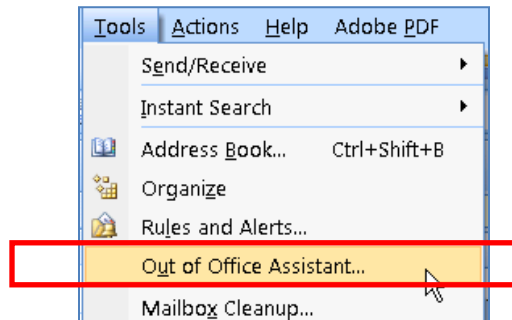 Tools Actions Help Adobe PDF
Send/Receive
Instant Search
Address Book... Ctrl+Shift+B
Organize
Rules and Alerts...
Out of Office Assistant...
Mailbox Cleanup...